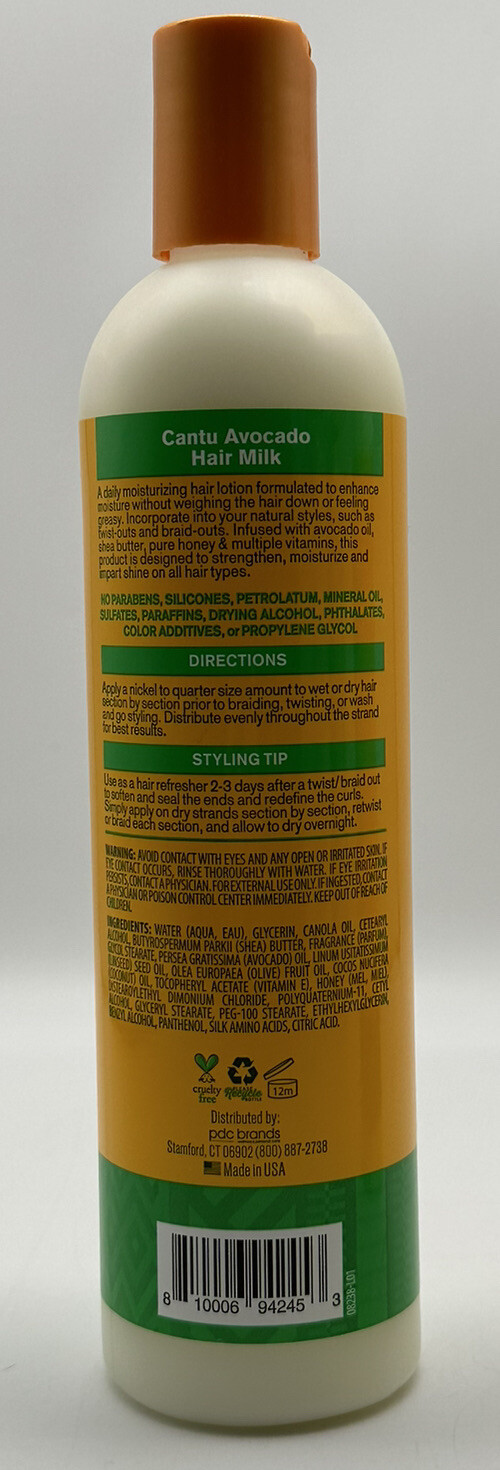 Cantu Avocado
Hair Milk
A daily moisturizing hair lotion formulated to enhance
moisture without weighing the hair down or feeling
greasy. Incorporate into your natural styles, such as
twist-outs and braid-outs. Infused with avocado oil,
shea butter, pure honey & multiple vitamins, this
product is designed to strengthen, moisturize and
impart shine on all hair types.
NO PARABENS, SILICONES, PETROLATUM, MINERAL OIL,
SULFATES, PARAFFINS, DRYING ALCOHOL, PHTHALATES,
COLOR ADDITIVES, or PROPYLENE GLYCOL
DIRECTIONS
Apply a nickel to quarter size amount to wet or dry hair
section by section prior to braiding, twisting, or wash
and go styling. Distribute evenly throughout the strand
for best results.
STYLING TIP
Use as a hair refresher 2-3 days after a twist/braid out
to soften and seal the ends and redefine the curls.
Simply apply on dry strands section by section, retwist
or braid each section, and allow to dry overnight.
WARNING: AVOID CONTACT WITH EYES AND ANY OPEN OR IRRITATED SKIN. IF
EYE CONTACT OCCURS, RINSE THOROUGHLY WITH WATER. IF EYE IRRITATION
PERSISTS, CONTACT A PHYSICIAN. FOR EXTERNAL USE ONLY. IF INGESTED, CONTACT
A PHYSICIAN OR POISON CONTROL CENTER IMMEDIATELY. KEEP OUT OF REACH OF
CHILDREN.
INGREDIENTS: WATER (AQUA, EAU), GLYCERIN, CANOLA OIL, CETEARYL
ALCOHOL, BUTYROSPERMUM PARKII (SHEA) BUTTER, FRAGRANCE (PARFUM),
GLYCOL STEARATE, PERSEA GRATISSIMA (AVOCADO) OIL, LINUM USITATISSIMUM
(LINSEED) SEED OIL, OLEA EUROPAEA (OLIVE) FRUIT OIL, COCOS NUCIFERA
(COCONUT) OIL, TOCOPHERYL ACETATE (VITAMIN E), HONEY (MEL, MIEL),
DISTEAROYLETHYL DIMONIUM CHLORIDE, POLYQUATERNIUM-11, CETYL
ALCOHOL, GLYCERYL STEARATE, PEG-100 STEARATE, ETHYLHEXYLGLYCERIN,
BENZYL ALCOHOL, PANTHENOL, SILK AMINO ACIDS, CITRIC ACID.
cruelty
free
PLEASE
Recycle
BOTTLE
12m
Distributed by:
pdc brands
Stamford, CT 06902 (800) 887-2738
Made in USA
8 10006 94245 3
08238-L01